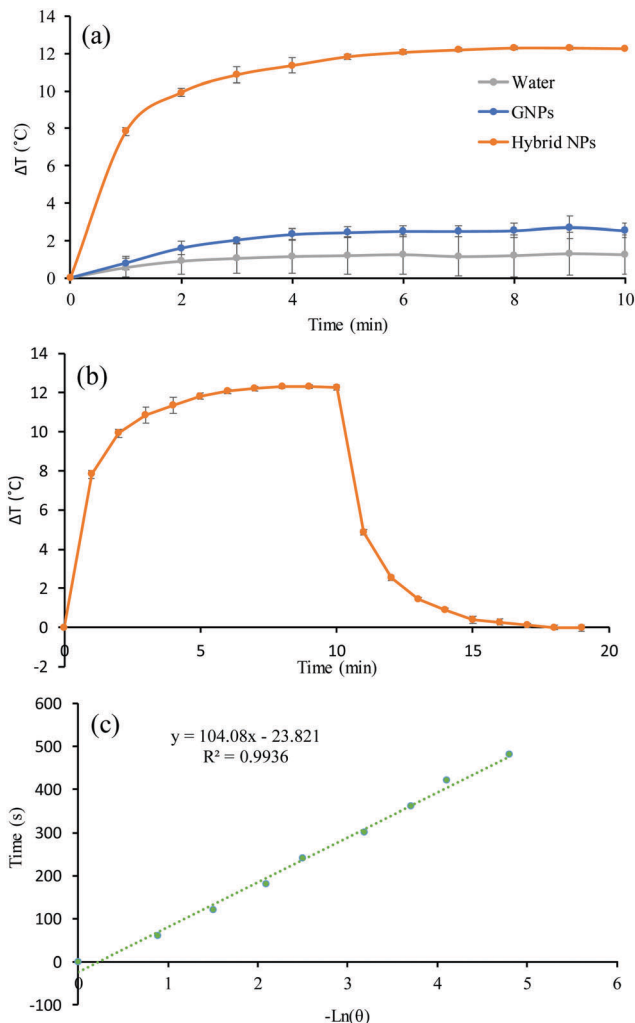 (a)
14
12
10
8
6
4
2
0
ΔT (˚C)
Water
GNPs
Hybrid NPs
0 2 4 6 8 10
Time (min)
(b)
14
12
10
8
6
4
2
0
-2
ΔT (˚C)
0 5 10 15 20
Time (min)
(c)
y = 104.08x - 23.821
R² = 0.9936
600
500
400
300
200
100
0
-100
Time (s)
0 1 2 3 4 5 6
-Ln(θ)